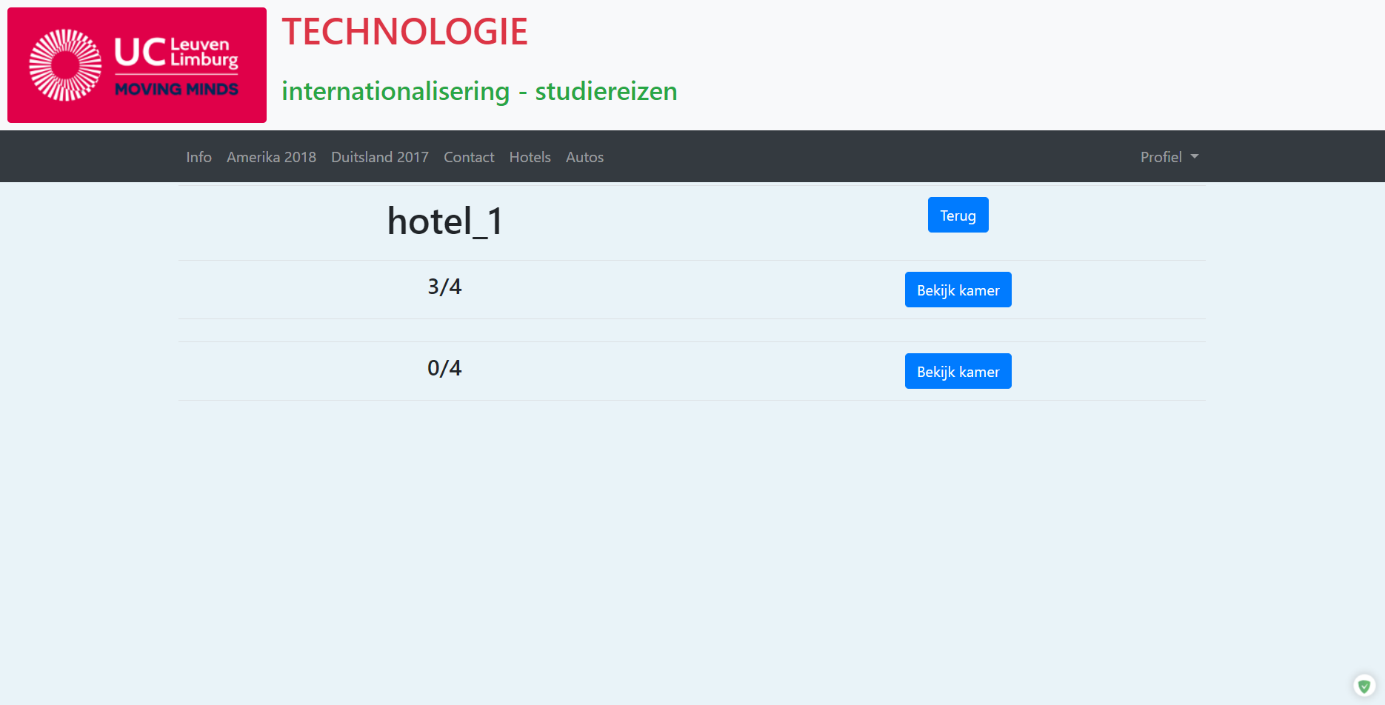 UC Leuven
Limburg
MOVING MINDS
TECHNOLOGIE
internationalisering - studiereizen
Info Amerika 2018 Duitsland 2017 Contact Hotels Autos Profiel
hotel_1 Terug
3/4 Bekijk kamer
0/4 Bekijk kamer